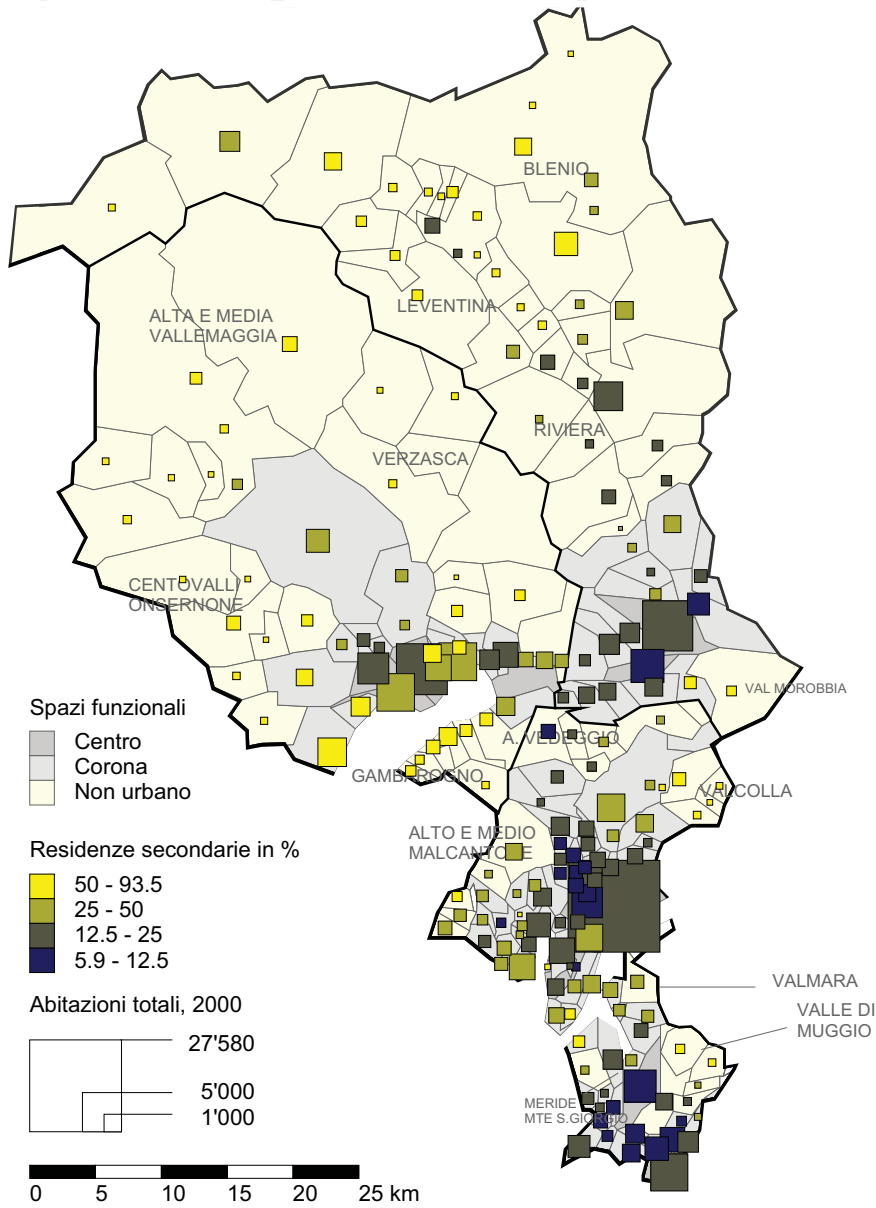 BLENIO
LEVENTINA
ALTA E MEDIA
VALLEMAGGIA
RIVIERA
VERZASCA
CENTOVALLI
ONSERNONE
VAL MOROBBIA
Spazi funzionali
Centro
Corona
Non urbano
A. VEDEGGIO
GAMBAROGNO
VALCOLLA
ALTO E MEDIO
MALCANTONE
Residenze secondarie in %
50 - 93.5
25 - 50
12.5 - 25
5.9 - 12.5
VALMARA
VALLE DI
MUGGIO
Abitazioni totali, 2000
27'580
5'000
1'000
MERIDE
MTE S.GIORGIO
0 5 10 15 20 25 km